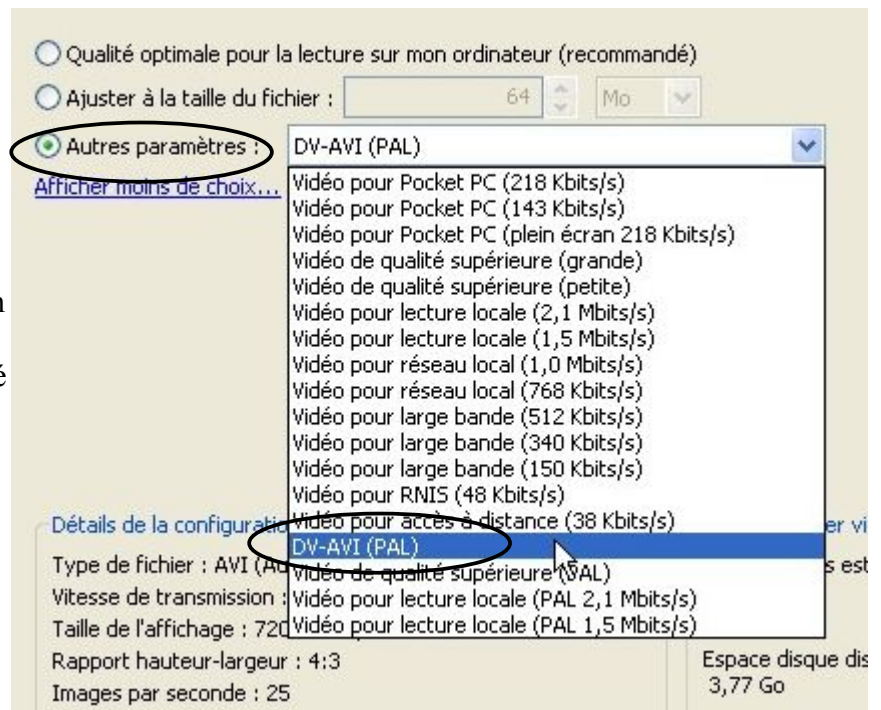 Qualité optimale pour la lecture sur mon ordinateur (recommandé)
Ajuster à la taille du fichier : 64 Mo
Autres paramètres : DV-AVI (PAL)
Afficher moins de choix...
Vidéo pour Pocket PC (218 Kbits/s)
Vidéo pour Pocket PC (143 Kbits/s)
Vidéo pour Pocket PC (plein écran 218 Kbits/s)
Vidéo de qualité supérieure (grande)
Vidéo de qualité supérieure (petite)
Vidéo pour lecture locale (2,1 Mbits/s)
Vidéo pour lecture locale (1,5 Mbits/s)
Vidéo pour réseau local (1,0 Mbits/s)
Vidéo pour réseau local (768 Kbits/s)
Vidéo pour large bande (512 Kbits/s)
Vidéo pour large bande (340 Kbits/s)
Vidéo pour large bande (150 Kbits/s)
Vidéo pour RNIS (48 Kbits/s)
Vidéo pour accès à distance (38 Kbits/s)
DV-AVI (PAL)
Vidéo de qualité supérieure (PAL)
Vidéo pour lecture locale (PAL 2,1 Mbits/s)
Vidéo pour lecture locale (PAL 1,5 Mbits/s)
Détails de la
Type de fichier : AVI
Vitesse de transmission :
Taille de l'affichage : 720
Rapport hauteur-largeur : 4:3
Images par seconde : 25
Espace disque
3,77 Go